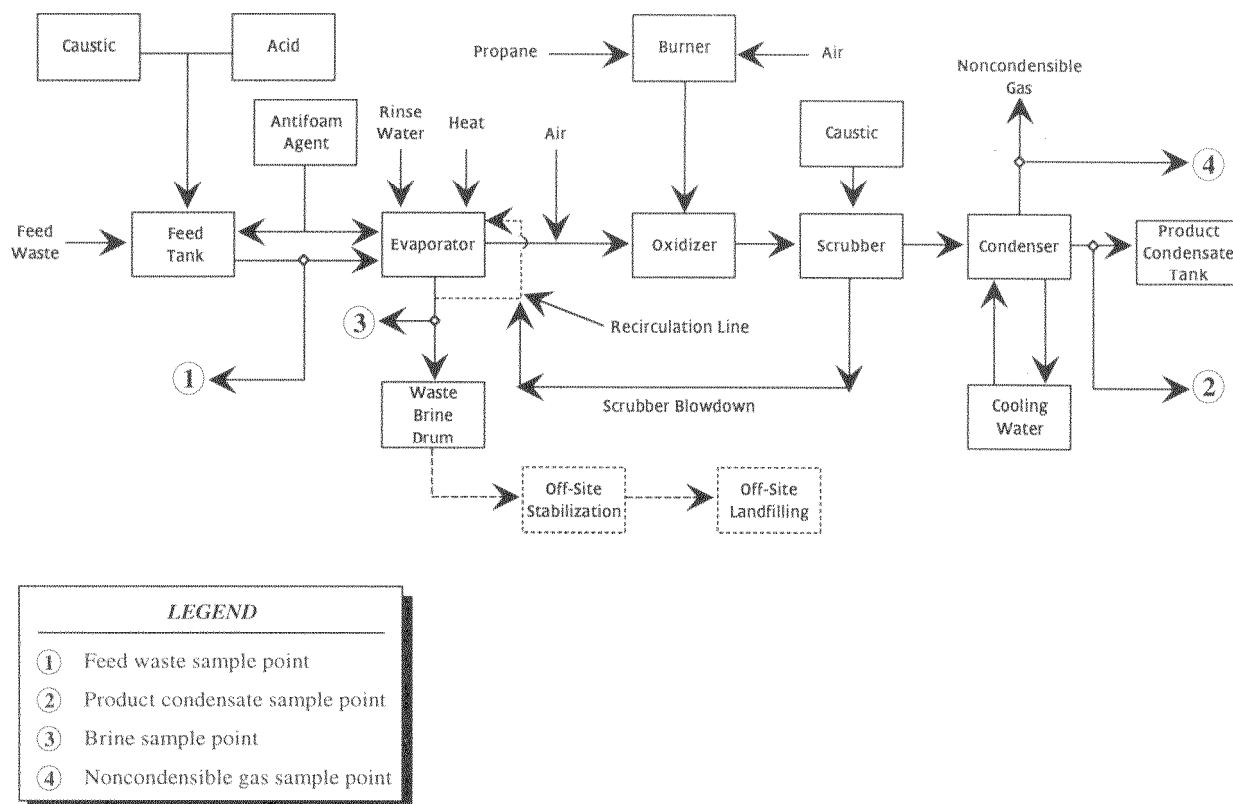 Caustic
Acid
Propane
Burner
Air
Noncondensible
Gas
Antifoam
Agent
Rinse
Water
Heat
Air
Caustic
4
Feed
Waste
Feed
Tank
Evaporator
Oxidizer
Scrubber
Condenser
Product
Condensate
Tank
3
Recirculation Line
1
Waste
Brine
Drum
Scrubber Blowdown
Cooling
Water
2
Off-Site
Stabilization
Off-Site
Landfilling
LEGEND
1 Feed waste sample point
2 Product condensate sample point
3 Brine sample point
4 Noncondensible gas sample point